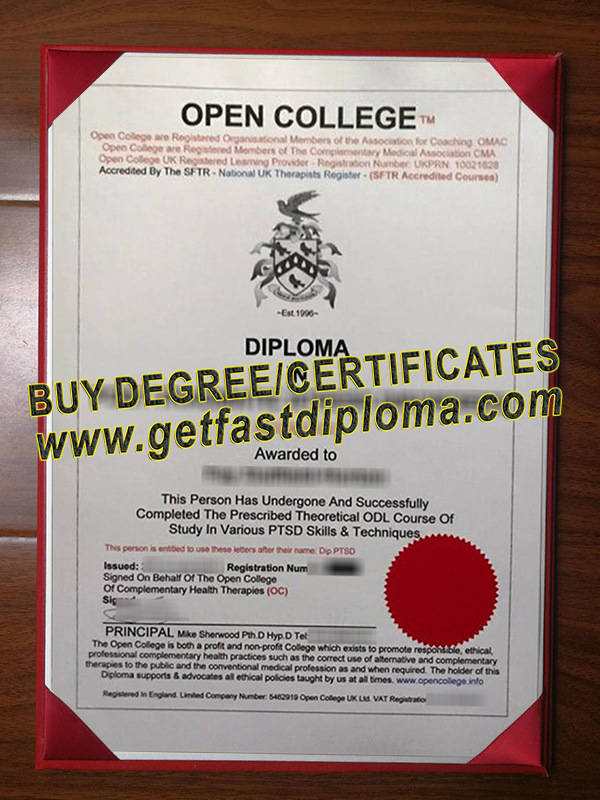 OPEN COLLEGE™
Open College are Registered Organisational Members of the Association for Coaching. OMAC
Open College are Registered Members of The Complementary Medical Association CMA
Open College UK Registered Learning Provider - Registration Number: UKPRN: 10021628
Accredited By The SFTR - National UK Therapists Register - (SFTR Accredited Courses)
~Est.1996~
DIPLOMA
BUY DEGREE/CERTIFICATES
www.getfastdiploma.com
Awarded to
This Person Has Undergone And Successfully
Completed The Prescribed Theoretical ODL Course Of
Study In Various PTSD Skills & Techniques
This person is entitled to use these letters after their name: Dip PTSD
Issued: Registration Num
Signed On Behalf Of The Open College
Of Complementary Health Therapies (OC)
PRINCIPAL Mike Sherwood Pth.D Hyp.D Tel:
The Open College is both a profit and non-profit College which exists to promote responsible, ethical,
professional complementary health practices such as the correct use of alternative and complementary
therapies to the public and the conventional medical profession as and when required. The holder of this
Diploma supports & advocates all ethical policies taught by us at all times. www.opencollege.info
Registered In England. Limited Company Number: 5462919 Open College UK Ltd. VAT Registration